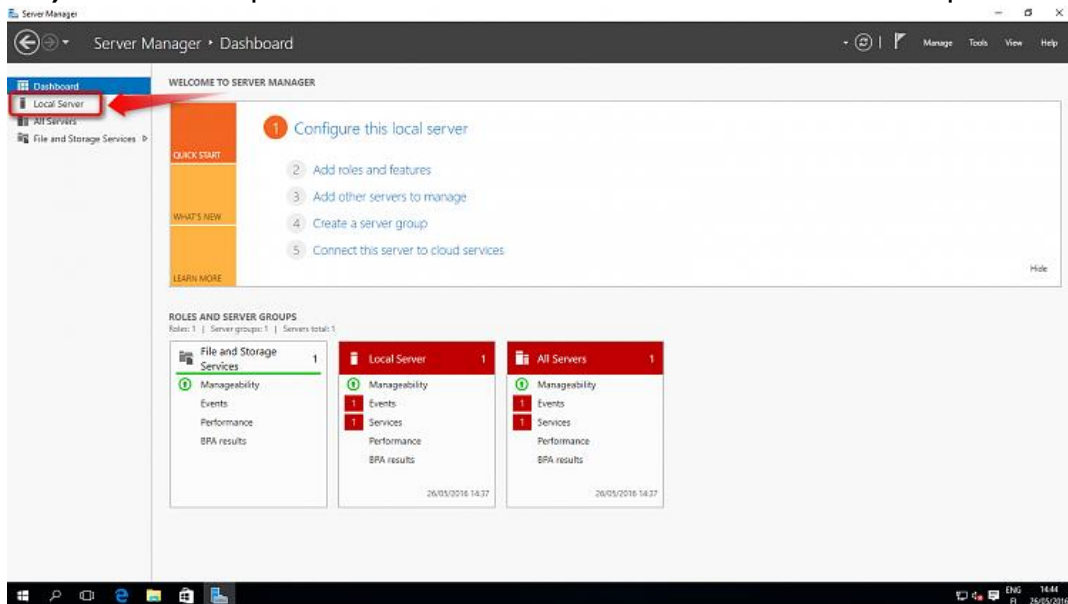 Server Manager
Server Manager • Dashboard
Manage Tools View Help
Dashboard
Local Server
All Servers
File and Storage Services
WELCOME TO SERVER MANAGER
QUICK START
WHAT'S NEW
LEARN MORE
1 Configure this local server
2 Add roles and features
3 Add other servers to manage
4 Create a server group
5 Connect this server to cloud services
Hide
ROLES AND SERVER GROUPS
Roles: 1 | Server groups: 1 | Servers total: 1
File and Storage
Services 1
Manageability
Events
Performance
BPA results
Local Server 1
Manageability
1 Events
1 Services
Performance
BPA results
26/05/2016 14:37
All Servers 1
Manageability
1 Events
1 Services
Performance
BPA results
26/05/2016 14:37
ENG 14:44
FI 26/05/2016